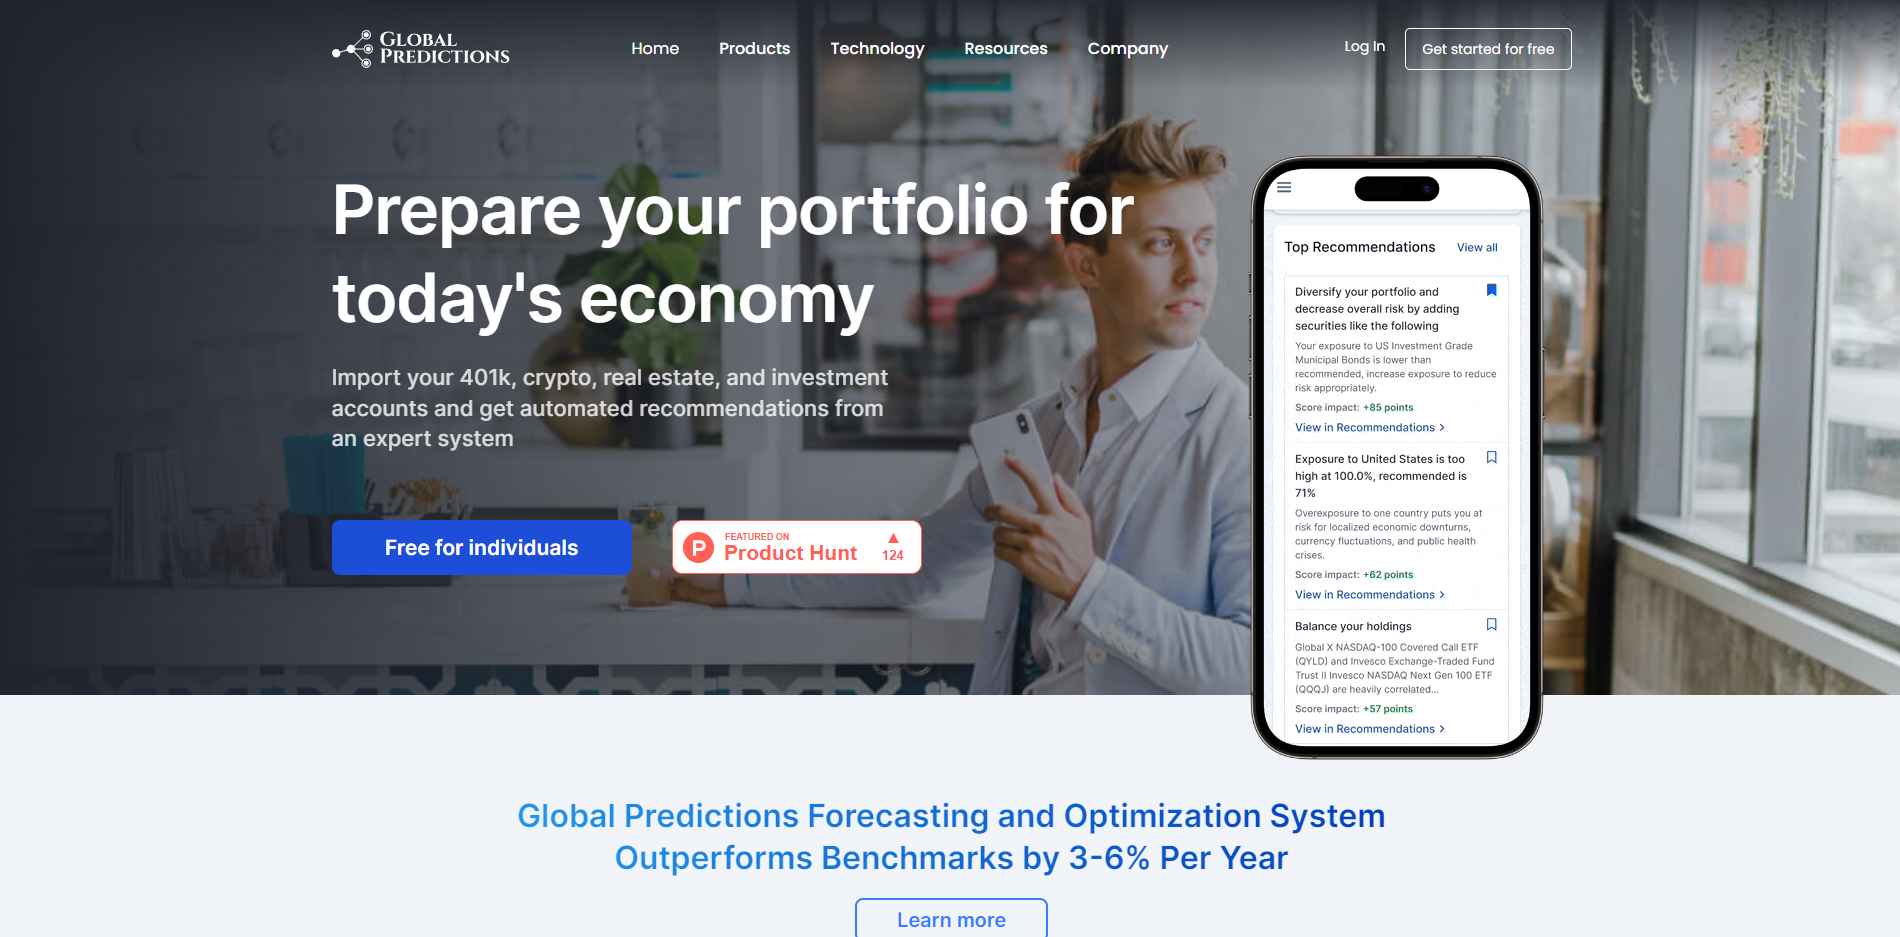 GLOBAL
PREDICTIONS
Home
Products
Technology
Resources
Company
Log In
Get started for free
Prepare your portfolio for
today's economy
Import your 401k, crypto, real estate, and investment
accounts and get automated recommendations from
an expert system
Free for individuals
P
FEATURED ON
Product Hunt
▲
124
Top Recommendations
View all
Diversify your portfolio and
decrease overall risk by adding
securities like the following
Your exposure to US Investment Grade
Municipal Bonds is lower than
recommended, increase exposure to reduce
risk appropriately.
Score impact: +85 points
View in Recommendations >
Exposure to United States is too
high at 100.0%, recommended is
71%
Overexposure to one country puts you at
risk for localized economic downturns,
currency fluctuations, and public health
crises.
Score impact: +62 points
View in Recommendations >
Balance your holdings
Global X NASDAQ-100 Covered Call ETF
(QYLD) and Invesco Exchange-Traded Fund
Trust II Invesco NASDAQ Next Gen 100 ETF
(QQQJ) are heavily correlated...
Score impact: +57 points
View in Recommendations >
Global Predictions Forecasting and Optimization System
Outperforms Benchmarks by 3-6% Per Year
Learn more